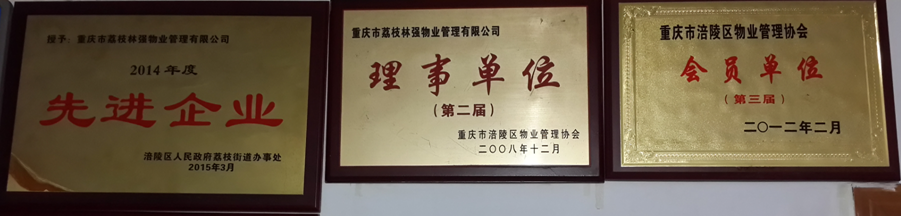 授予：重庆市荔枝林强物业管理有限公司
2014年度
先进企业
涪陵区人民政府荔枝街道办事处
2015年3月
重庆市荔枝林强物业管理有限公司
理事单位
（第二届）
重庆市涪陵区物业管理协会
二〇〇八年十二月
重庆市涪陵区物业管理协会
会员单位
（第三届）
二〇一二年二月